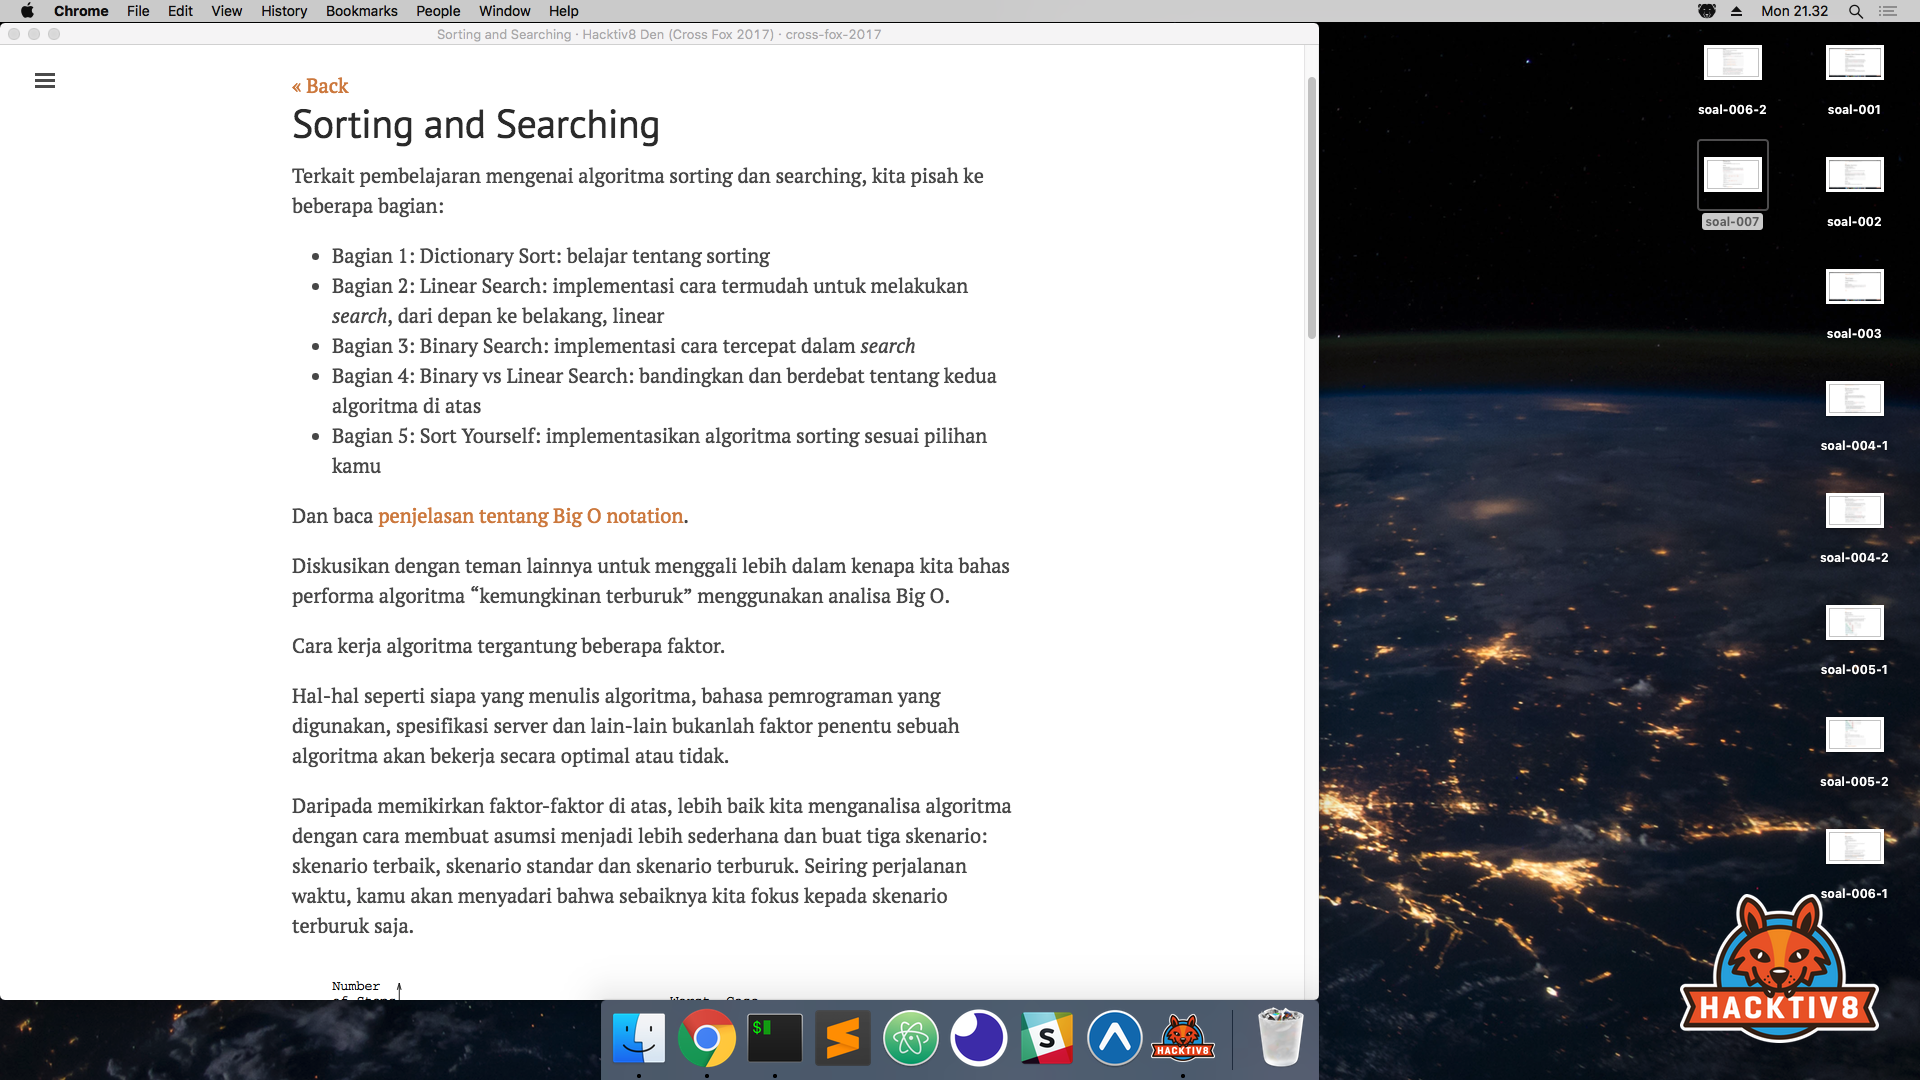 Chrome File Edit View History Bookmarks People Window Help Mon 21.32
Sorting and Searching · Hacktiv8 Den (Cross Fox 2017) · cross-fox-2017
« Back
Sorting and Searching
Terkait pembelajaran mengenai algoritma sorting dan searching, kita pisah ke
beberapa bagian:
• Bagian 1: Dictionary Sort: belajar tentang sorting
• Bagian 2: Linear Search: implementasi cara termudah untuk melakukan
search, dari depan ke belakang, linear
• Bagian 3: Binary Search: implementasi cara tercepat dalam search
• Bagian 4: Binary vs Linear Search: bandingkan dan berdebat tentang kedua
algoritma di atas
• Bagian 5: Sort Yourself: implementasikan algoritma sorting sesuai pilihan
kamu
Dan baca penjelasan tentang Big O notation.
Diskusikan dengan teman lainnya untuk menggali lebih dalam kenapa kita bahas
performa algoritma “kemungkinan terburuk” menggunakan analisa Big O.
Cara kerja algoritma tergantung beberapa faktor.
Hal-hal seperti siapa yang menulis algoritma, bahasa pemrograman yang
digunakan, spesifikasi server dan lain-lain bukanlah faktor penentu sebuah
algoritma akan bekerja secara optimal atau tidak.
Daripada memikirkan faktor-faktor di atas, lebih baik kita menganalisa algoritma
dengan cara membuat asumsi menjadi lebih sederhana dan buat tiga skenario:
skenario terbaik, skenario standar dan skenario terburuk. Seiring perjalanan
waktu, kamu akan menyadari bahwa sebaiknya kita fokus kepada skenario
terburuk saja.
Number
of Steps
Worst Case
soal-006-2
soal-001
soal-007
soal-002
soal-003
soal-004-1
soal-004-2
soal-005-1
soal-005-2
soal-006-1
HACKTIV8
$
S
HACKTIV8